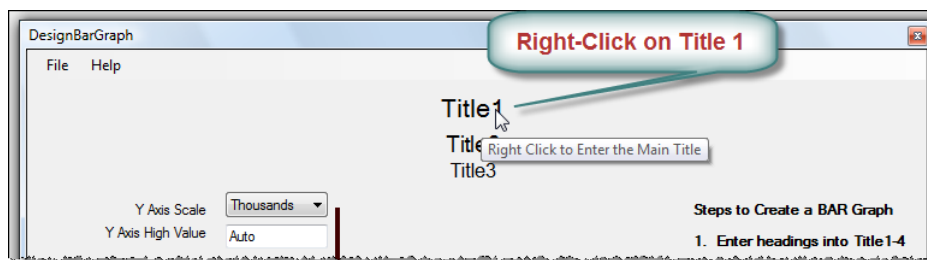 DesignBarGraph
Right-Click on Title 1
File Help
Title1
Title
Right Click to Enter the Main Title
Title3
Y Axis Scale Thousands
Steps to Create a BAR Graph
Y Axis High Value Auto
1. Enter headings into Title1-4